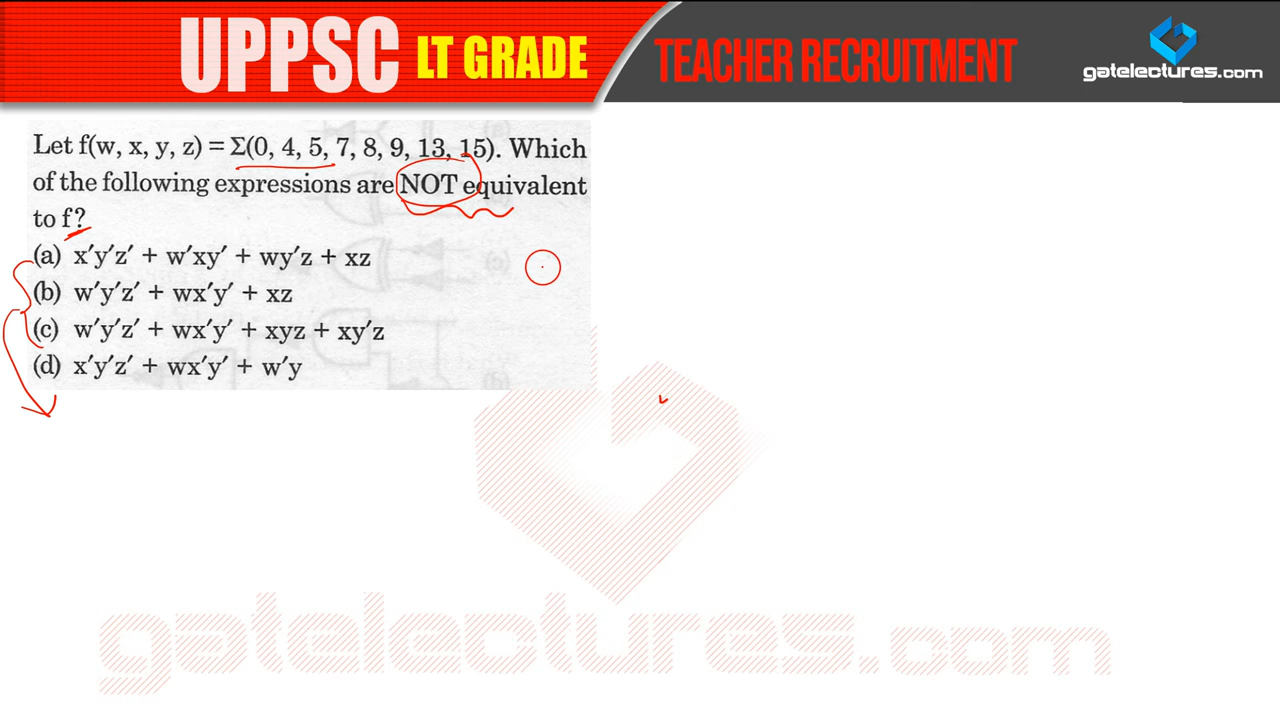 UPPSC LT GRADE TEACHER RECRUITMENT
gatelectures.com
Let f(w, x, y, z) = Σ(0, 4, 5, 7, 8, 9, 13, 15). Which
of the following expressions are NOT equivalent
to f?
(a) x′y′z′ + w′xy′ + wy′z + xz
(b) w′y′z′ + wx′y′ + xz
(c) w′y′z′ + wx′y′ + xyz + xy′z
(d) x′y′z′ + wx′y′ + w′y
gatelectures.com